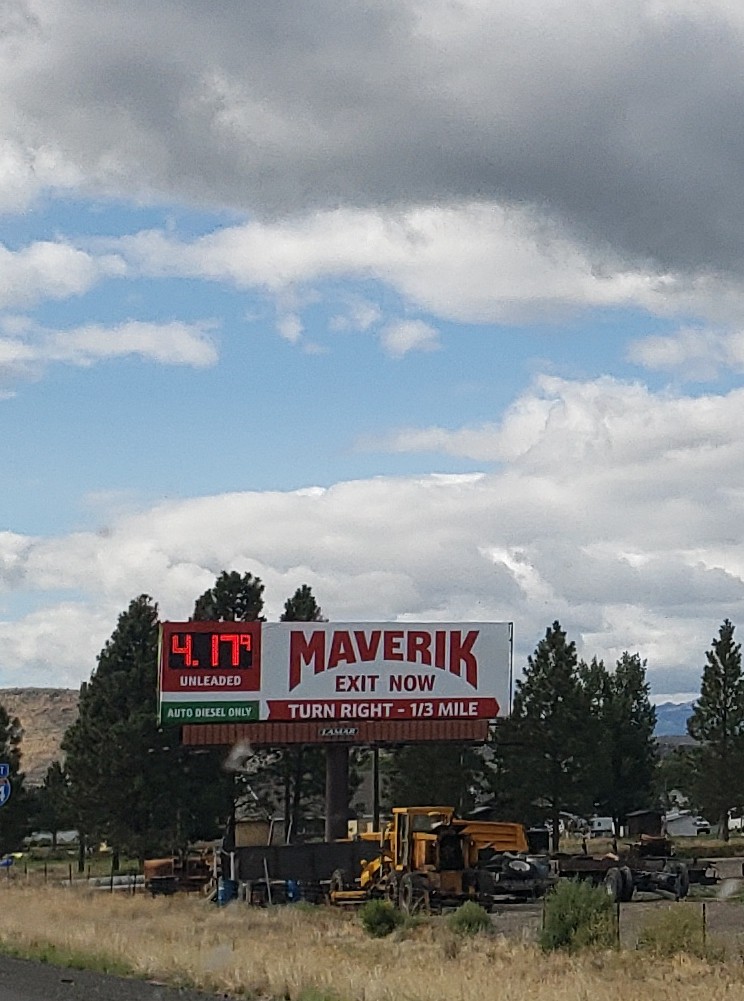 4.17⁹
UNLEADED
AUTO DIESEL ONLY
MAVERIK
EXIT NOW
TURN RIGHT - 1/3 MILE
LAMAR